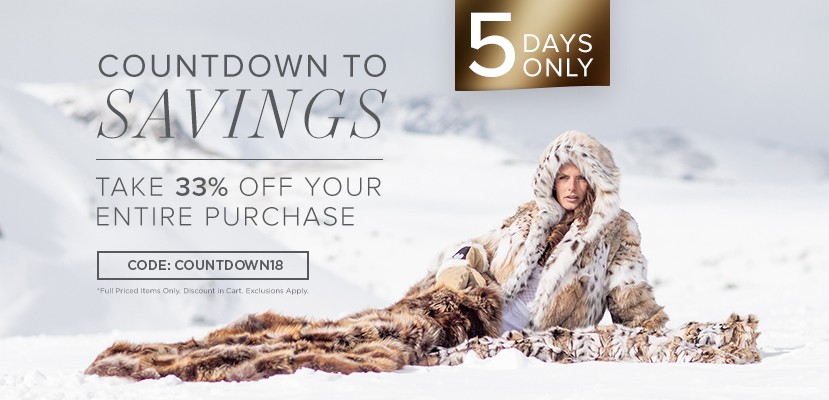 COUNTDOWN TO
SAVINGS
TAKE 33% OFF YOUR
ENTIRE PURCHASE
CODE: COUNTDOWN18
*Full Priced Items Only. Discount in Cart. Exclusions Apply.
5 DAYS
ONLY